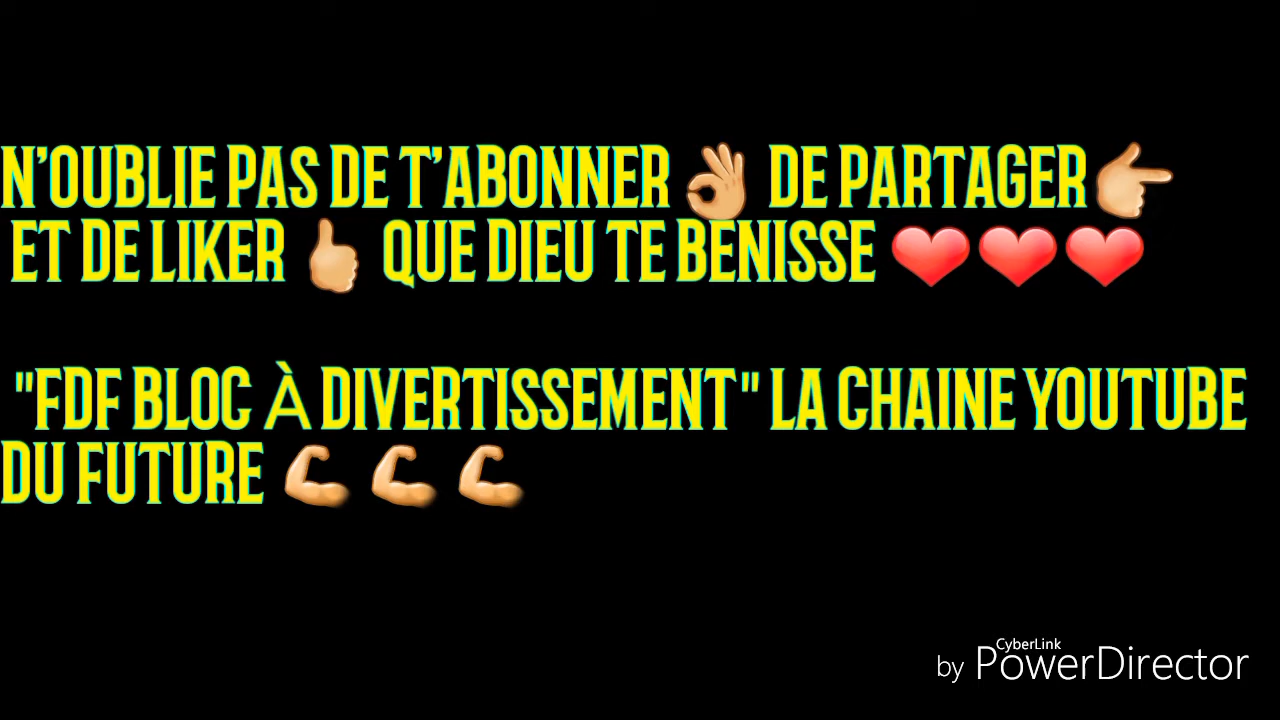 N'OUBLIE PAS DE T'ABONNER 👌 DE PARTAGER 👉
ET DE LIKER 👍 QUE DIEU TE BENISSE ❤️ ❤️ ❤️
"FDF BLOC À DIVERTISSEMENT" LA CHAINE YOUTUBE
DU FUTURE 💪 💪 💪
CyberLink
by PowerDirector